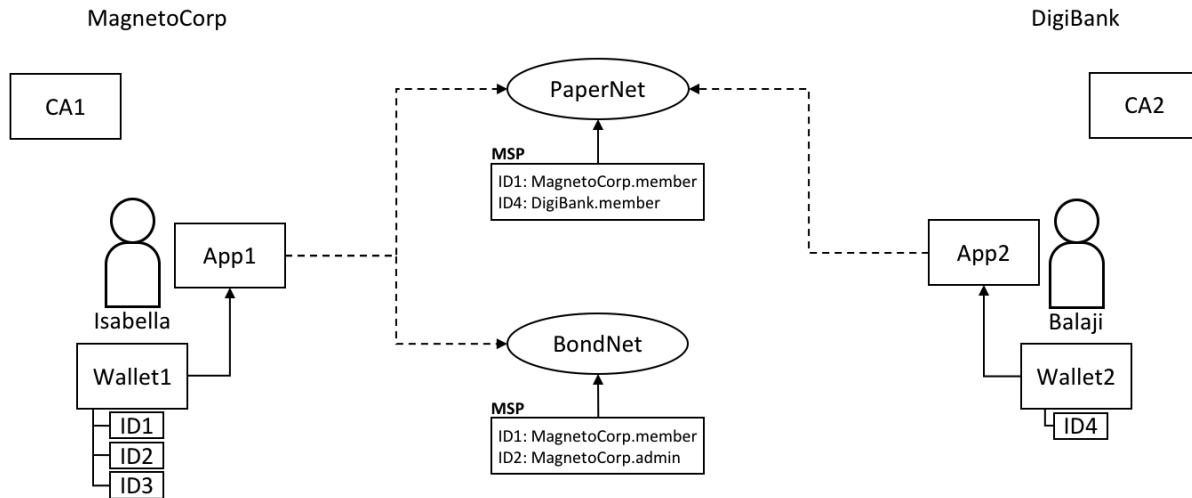 MagnetoCorp
DigiBank
CA1
PaperNet
CA2
MSP
ID1: MagnetoCorp.member
ID4: DigiBank.member
App1
App2
Isabella
Balaji
BondNet
Wallet1
Wallet2
MSP
ID1
ID4
ID1: MagnetoCorp.member
ID2
ID2: MagnetoCorp.admin
ID3